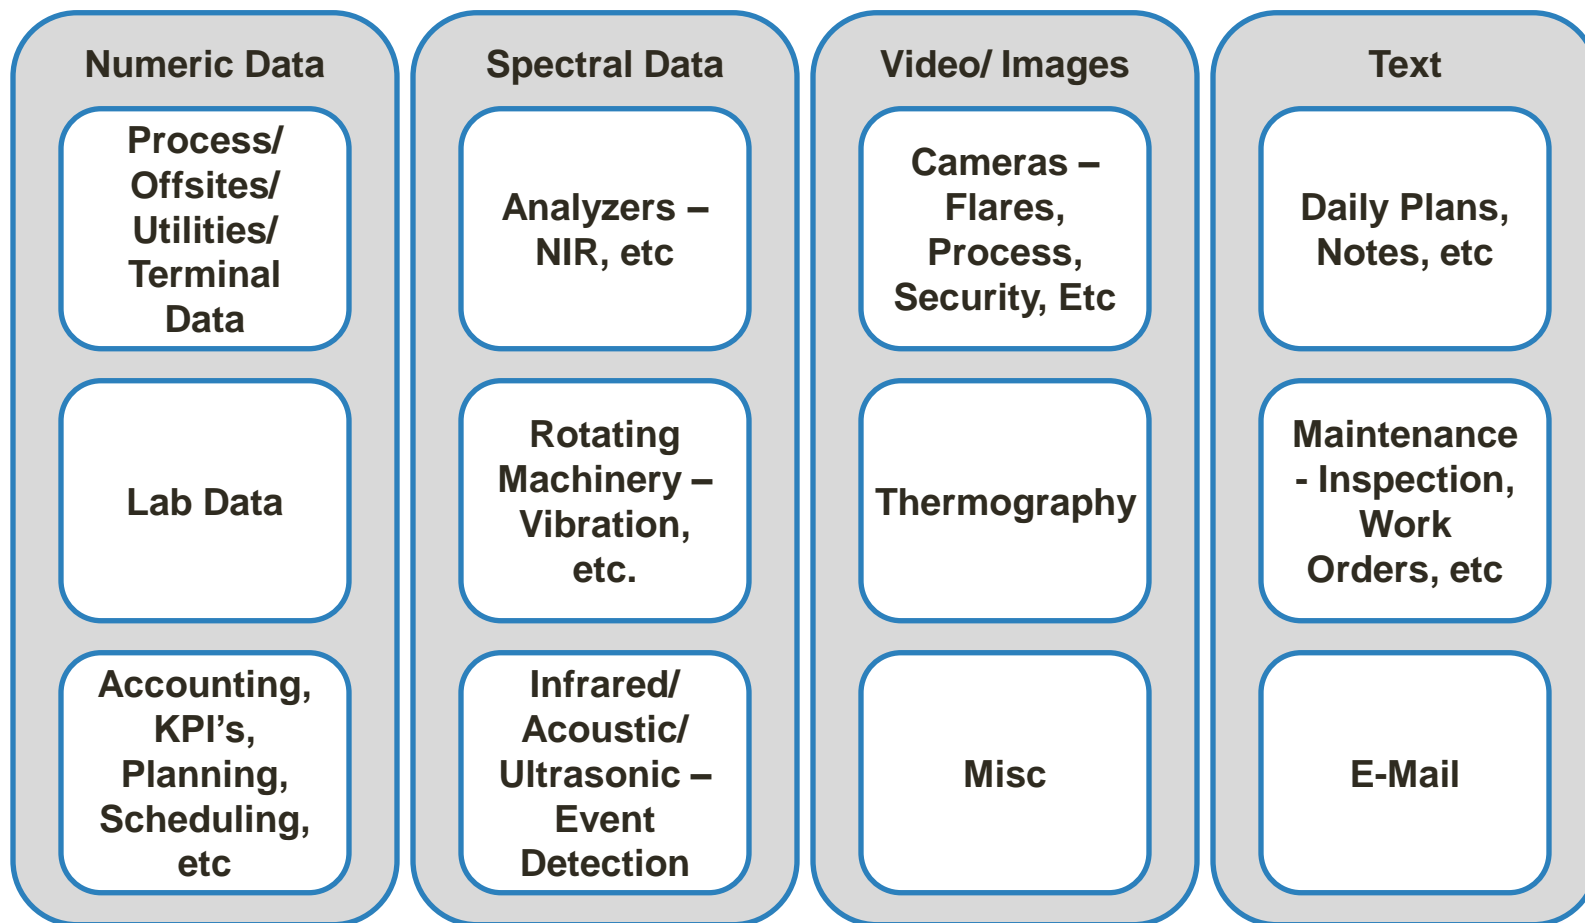 Numeric Data
Process/
Offsites/
Utilities/
Terminal
Data
Lab Data
Accounting,
KPI’s,
Planning,
Scheduling,
etc
Spectral Data
Analyzers –
NIR, etc
Rotating
Machinery –
Vibration,
etc.
Infrared/
Acoustic/
Ultrasonic –
Event
Detection
Video/ Images
Cameras –
Flares,
Process,
Security, Etc
Thermography
Misc
Text
Daily Plans,
Notes, etc
Maintenance
- Inspection,
Work
Orders, etc
E-Mail